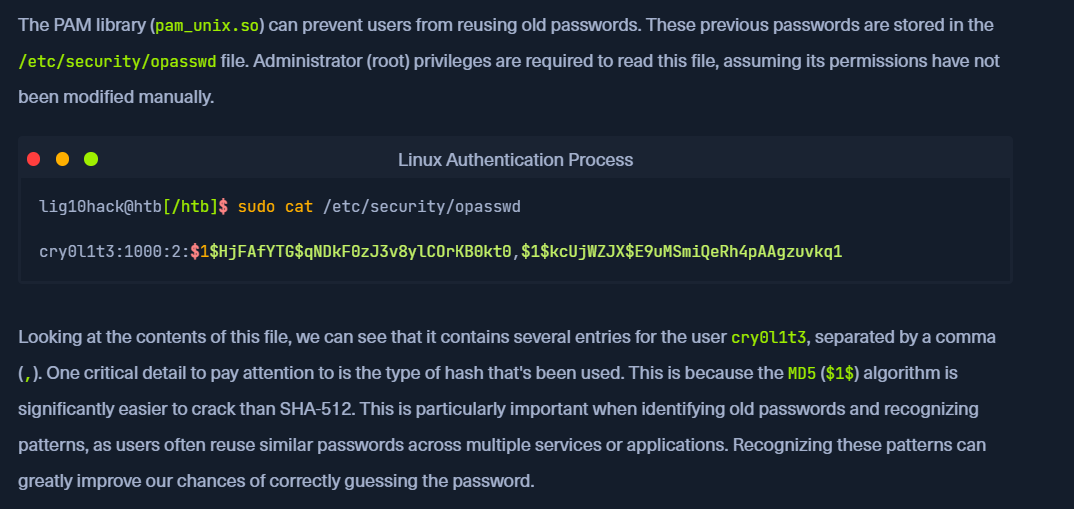 The PAM library (pam_unix.so) can prevent users from reusing old passwords. These previous passwords are stored in the
/etc/security/opasswd file. Administrator (root) privileges are required to read this file, assuming its permissions have not
been modified manually.
Linux Authentication Process
lig10hack@htb[/htb]$ sudo cat /etc/security/opasswd
cry0l1t3:1000:2:$1$HjFAfYTG$qNDkF0zJ3v8ylCOrKB0kt0,$1$kcUjWZJX$E9uMSmiQeRh4pAAgzuvkq1
Looking at the contents of this file, we can see that it contains several entries for the user cry0l1t3, separated by a comma
(,). One critical detail to pay attention to is the type of hash that's been used. This is because the MD5 ($1$) algorithm is
significantly easier to crack than SHA-512. This is particularly important when identifying old passwords and recognizing
patterns, as users often reuse similar passwords across multiple services or applications. Recognizing these patterns can
greatly improve our chances of correctly guessing the password.